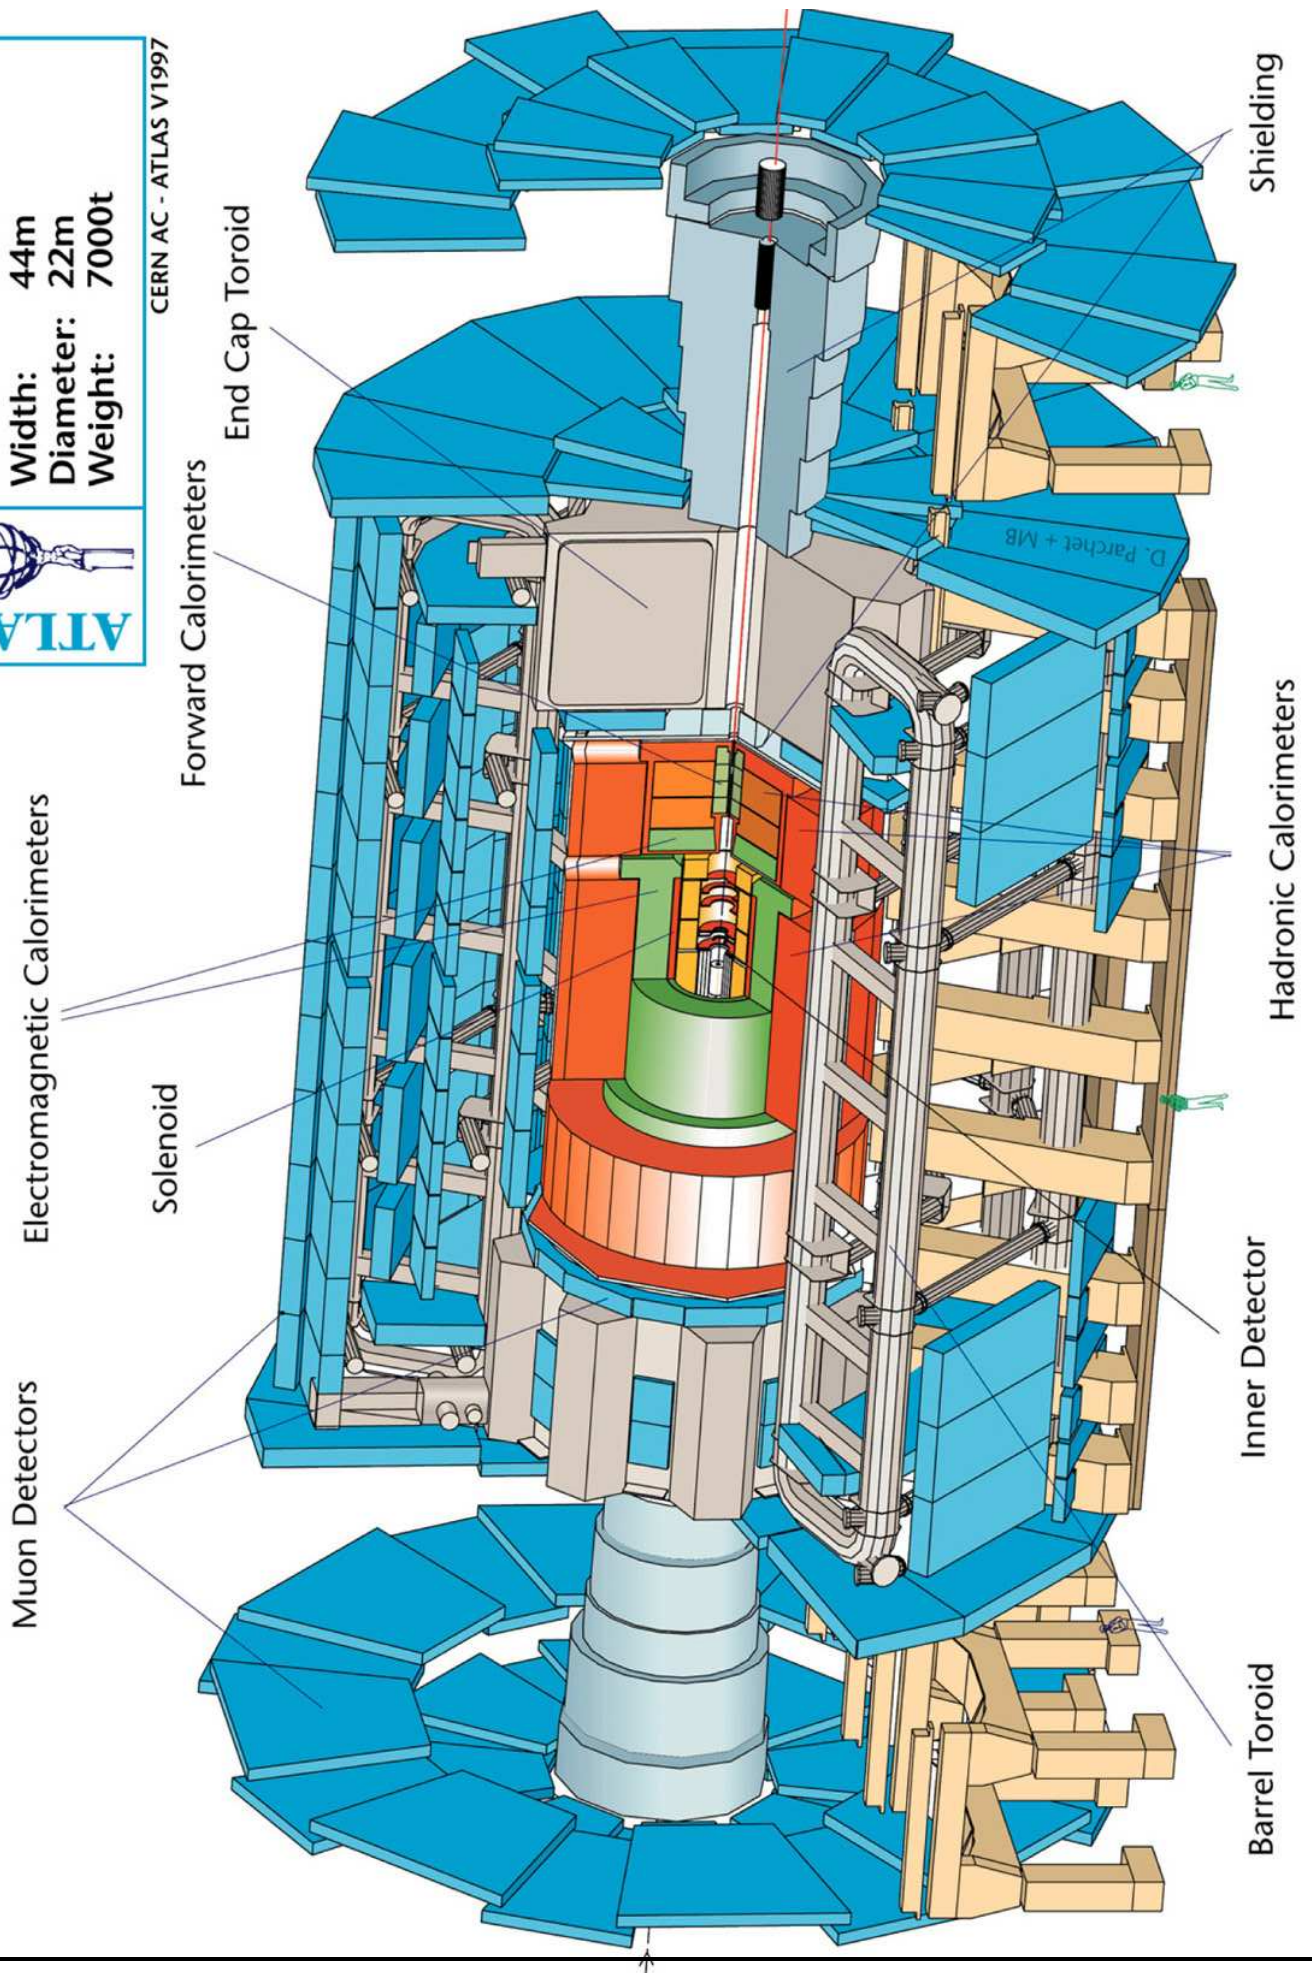 Muon Detectors
Electromagnetic Calorimeters
Solenoid
Forward Calorimeters
End Cap Toroid
ATLA
Width: 44m
Diameter: 22m
Weight: 7000t
CERN AC - ATLAS V1997
D. Parchet + MB
Barrel Toroid
Inner Detector
Hadronic Calorimeters
Shielding